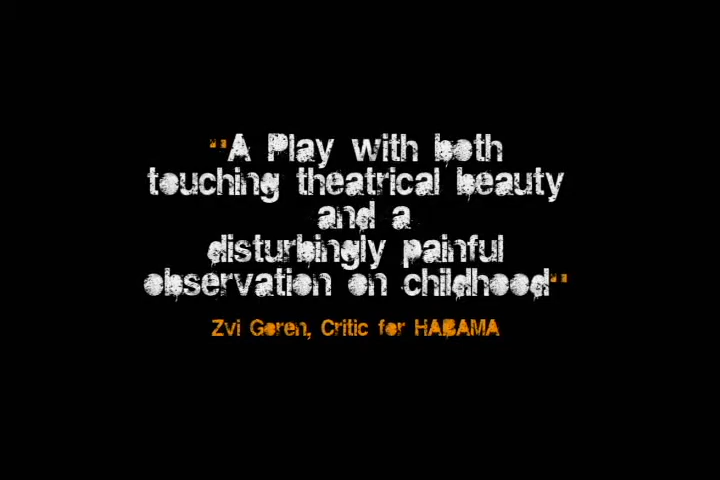 "A Play with both
touching theatrical beauty
and a
disturbingly painful
observation on childhood"
Zvi Goren, Critic for HABAMA